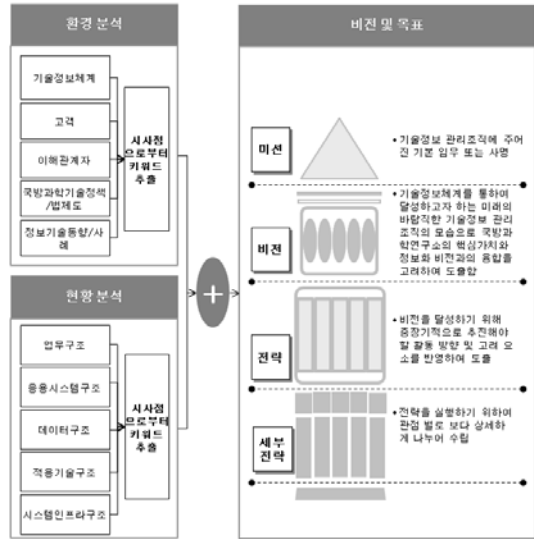 환경 분석
기술정보체계
고객
이해관계자
국방과학기술정책
/법제도
정보기술동향/사
례
시사점
으로부터
키워드
추출
현황 분석
업무구조
응용시스템구조
데이터구조
적용기술구조
시스템인프라구조
시사점
으로부터
키워드
추출
+
비전 및 목표
미션
• 기술정보 관리조직에 주어
진 기본 임무 또는 사명
비전
• 기술정보체계를 통하여
달성하고자 하는 미래의
바람직한 기술정보 관리
조직의 모습으로 국방과
학연구소의 핵심가치와
정보화 비전과의 융합을
고려하여 도출함
전략
• 비전을 달성하기 위해
중장기적으로 추진해야
할 활동 방향 및 고려 요
소를 반영하여 도출
세부
전략
• 전략을 실행하기 위하여
관점 별로 보다 상세하
게 나누어 수립